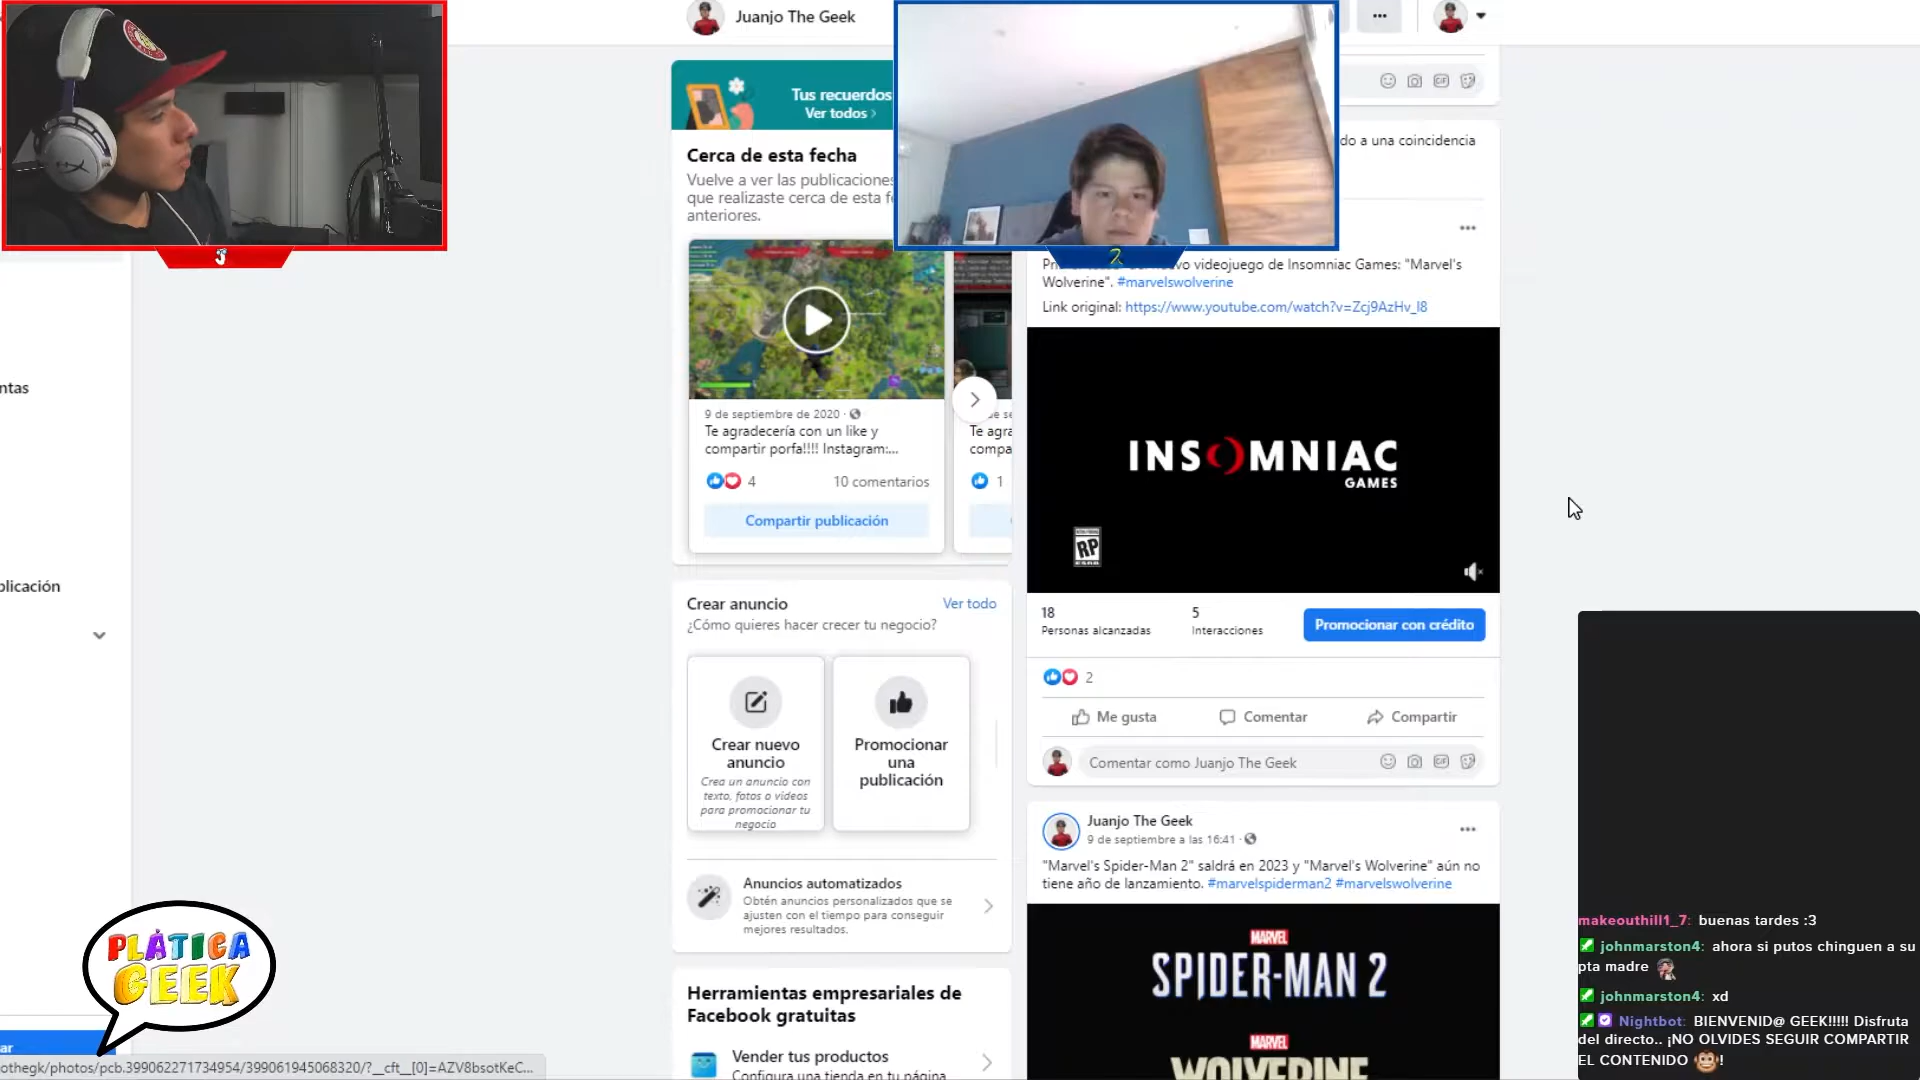 Juanjo The Geek
Tus recuerdos
Ver todos
Cerca de esta fecha
Vuelve a ver las publicaciones
que realizaste cerca de esta
anteriores.
9 de septiembre de 2020 ·
Te agradecería con un like y
compartir porfa!!!! Instagram:...
4
10 comentarios
Compartir publicación
Te agra
compa
1
Crear anuncio
Ver todo
¿Cómo quieres hacer crecer tu negocio?
Crear nuevo
anuncio
Crea un anuncio con
texto, fotos o videos
para promocionar tu
negocio
Promocionar
una
publicación
Anuncios automatizados
Obtén anuncios personalizados que se
ajusten con el tiempo para conseguir
mejores resultados.
Herramientas empresariales de
Facebook gratuitas
Vender tus productos
Configura una tienda en tu página
do a una coincidencia
vo videojuego de Insomniac Games: "Marvel's
Wolverine". #marvelswolverine
Link original: https://www.youtube.com/watch?v=Zcj9AzHv_I8
INSOMNIAC
GAMES
RP
ESRB
18
Personas alcanzadas
5
Interacciones
Promocionar con crédito
2
Me gusta
Comentar
Compartir
Comentar como Juanjo The Geek
GIF
Juanjo The Geek
9 de septiembre a las 16:41 ·
"Marvel's Spider-Man 2" saldrá en 2023 y "Marvel's Wolverine" aún no
tiene año de lanzamiento. #marvelspiderman2 #marvelswolverine
MARVEL
SPIDER-MAN 2
MARVEL
WOLVERINE
ntas
blicación
ar
PLÁTICA
GEEK
othegk/photos/pcb.399062271734954/399061945068320/?__cft__[0]=AZV8bsotKeC...
makeouthill1_7: buenas tardes :3
johnmarston4: ahora si putos chinguen a su
pta madre
johnmarston4: xd
Nightbot: BIENVENID@ GEEK!!!!! Disfruta
del directo.. ¡NO OLVIDES SEGUIR COMPARTIR
EL CONTENIDO !